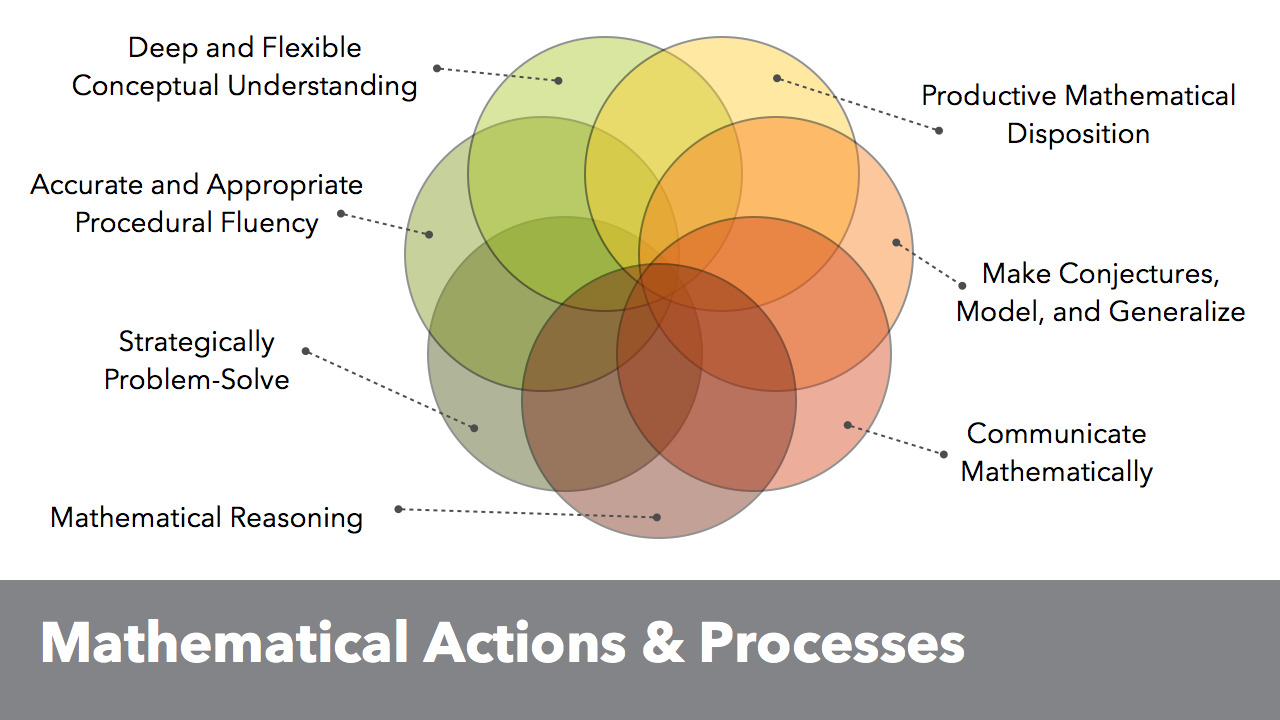 Deep and Flexible
Conceptual Understanding
Productive Mathematical
Disposition
Accurate and Appropriate
Procedural Fluency
Make Conjectures,
Model, and Generalize
Strategically
Problem-Solve
Communicate
Mathematically
Mathematical Reasoning
Mathematical Actions & Processes